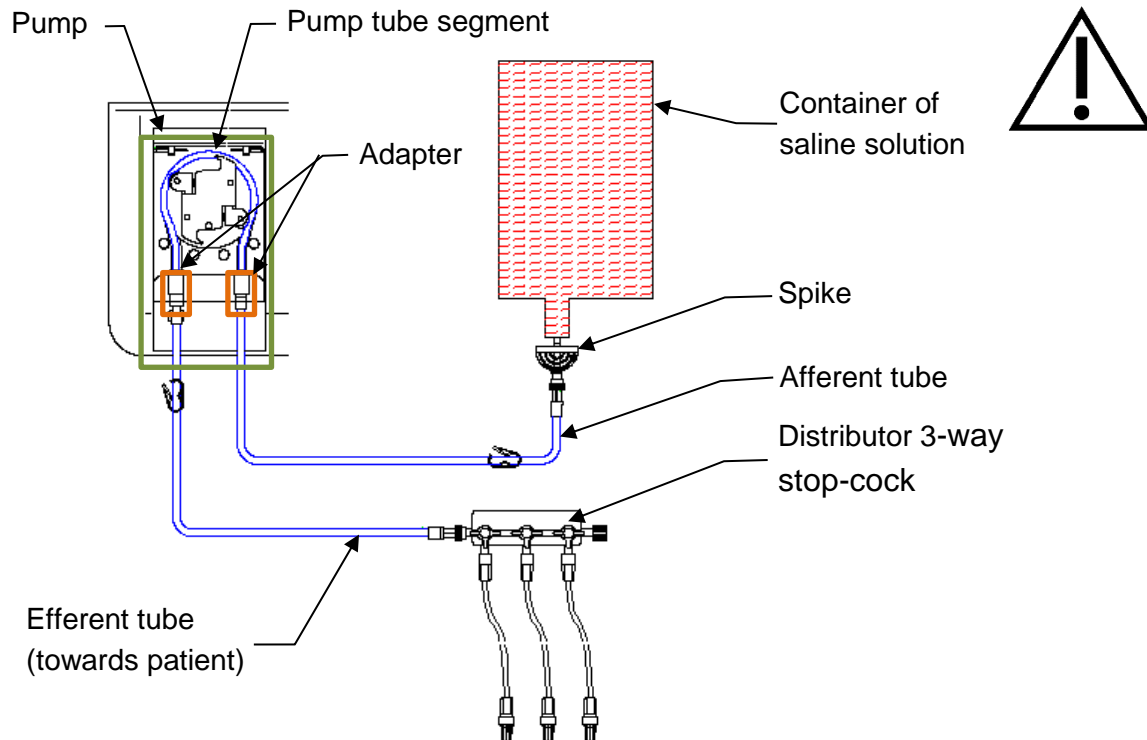 Pump
Pump tube segment
Adapter
Container of
saline solution
Spike
Afferent tube
Distributor 3-way
stop-cock
Efferent tube
(towards patient)